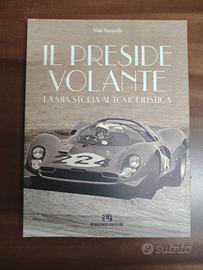 Nino Vaccarella
IL PRESIDE
VOLANTE
LA MIA STORIA AUTOMOBILISTICA
Subito